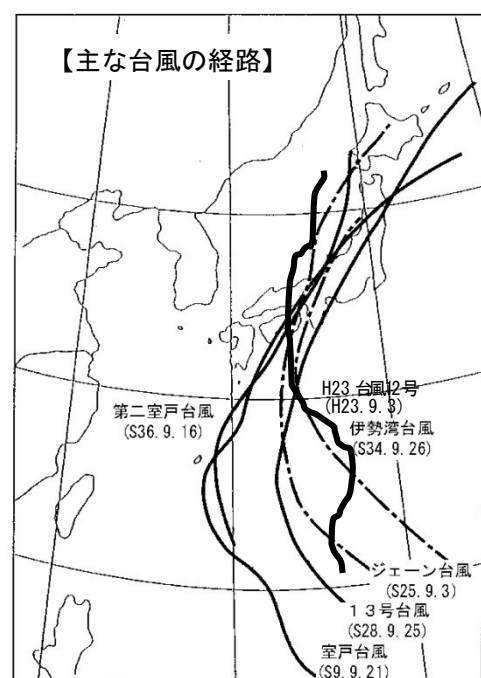 【主な台風の経路】
H23 台風12号
(H23.9.3)
第二室戸台風
(S36.9.16)
伊勢湾台風
(S34.9.26)
ジェーン台風
(S25.9.3)
１３号台風
(S28.9.25)
室戸台風
(S9.9.21)